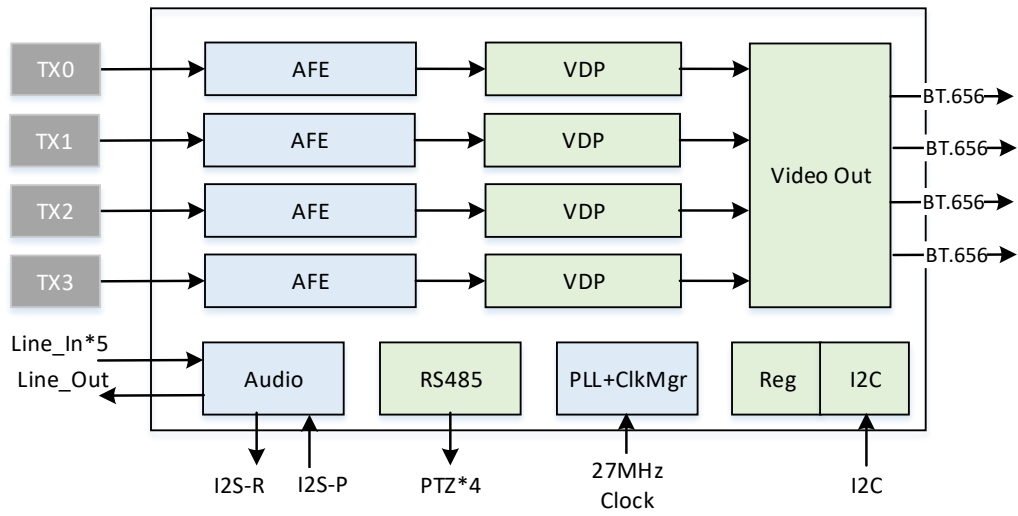 TX0
AFE
VDP
TX1
AFE
VDP
TX2
AFE
VDP
TX3
AFE
VDP
Video Out
BT.656
BT.656
BT.656
BT.656
Line_In*5
Line_Out
Audio
RS485
PLL+ClkMgr
Reg
I2C
I2S-R
I2S-P
PTZ*4
27MHz
Clock
I2C